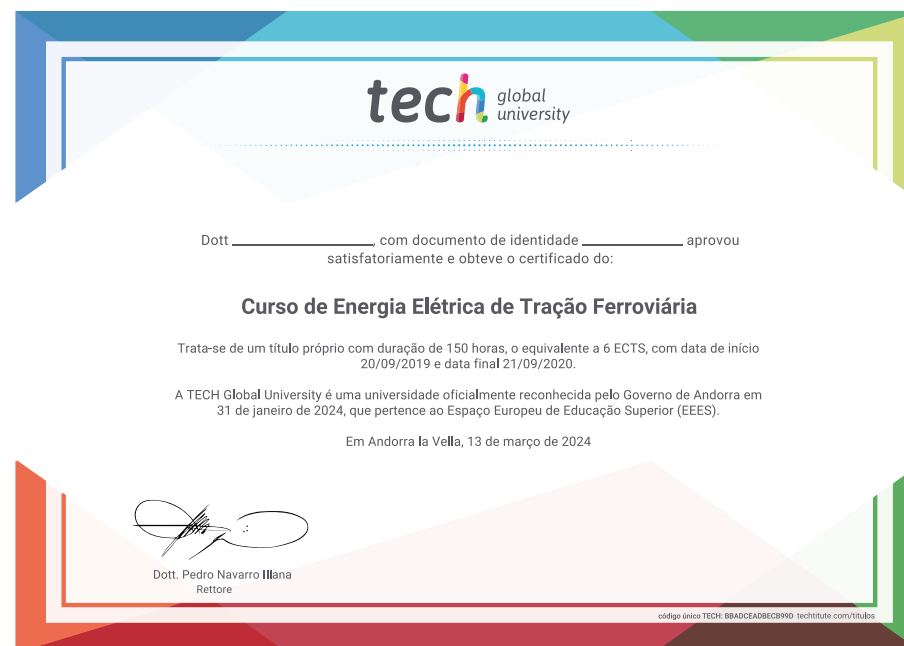 tech global university
Dott ____________________, com documento de identidade ______________ aprovou
satisfatoriamente e obteve o certificado do:
Curso de Energia Elétrica de Tração Ferroviária
Trata-se de um título próprio com duração de 150 horas, o equivalente a 6 ECTS, com data de início
20/09/2019 e data final 21/09/2020.
A TECH Global University é uma universidade oficialmente reconhecida pelo Governo de Andorra em
31 de janeiro de 2024, que pertence ao Espaço Europeu de Educação Superior (EEES).
Em Andorra la Vella, 13 de março de 2024
Dott. Pedro Navarro Illana
Rettore
código único TECH: BBADCEADBECB99D techtitute.com/titulos